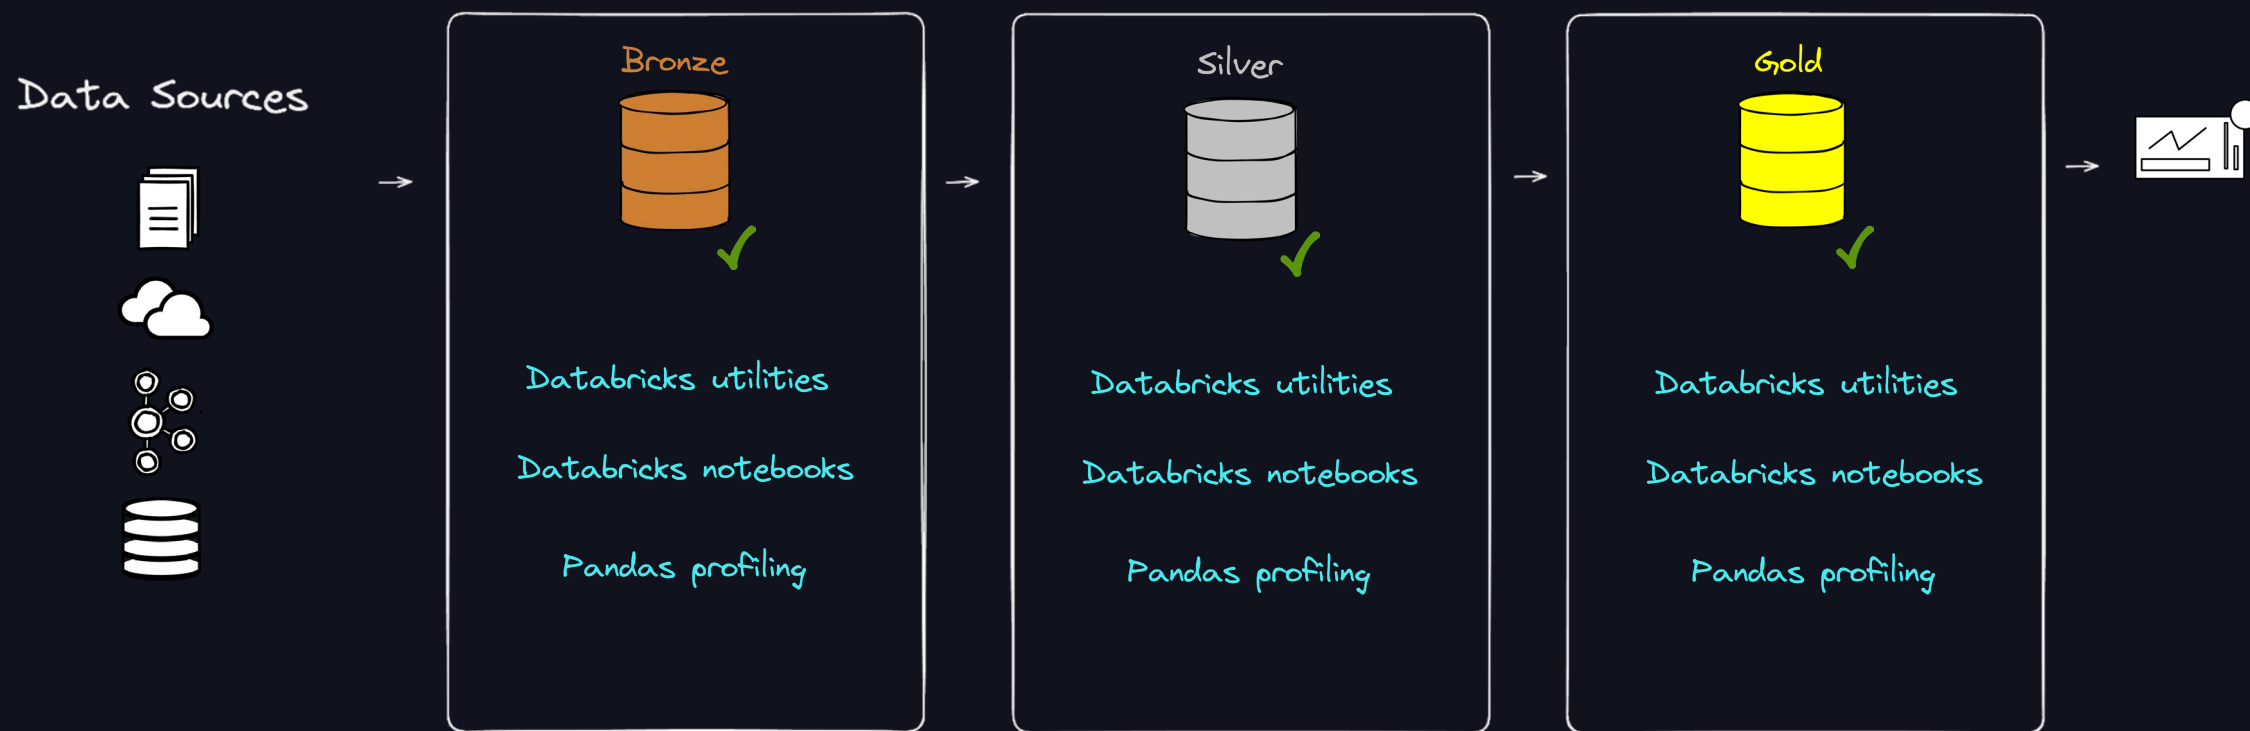 Data Sources
Bronze
Databricks utilities
Databricks notebooks
Pandas profiling
Silver
Databricks utilities
Databricks notebooks
Pandas profiling
Gold
Databricks utilities
Databricks notebooks
Pandas profiling